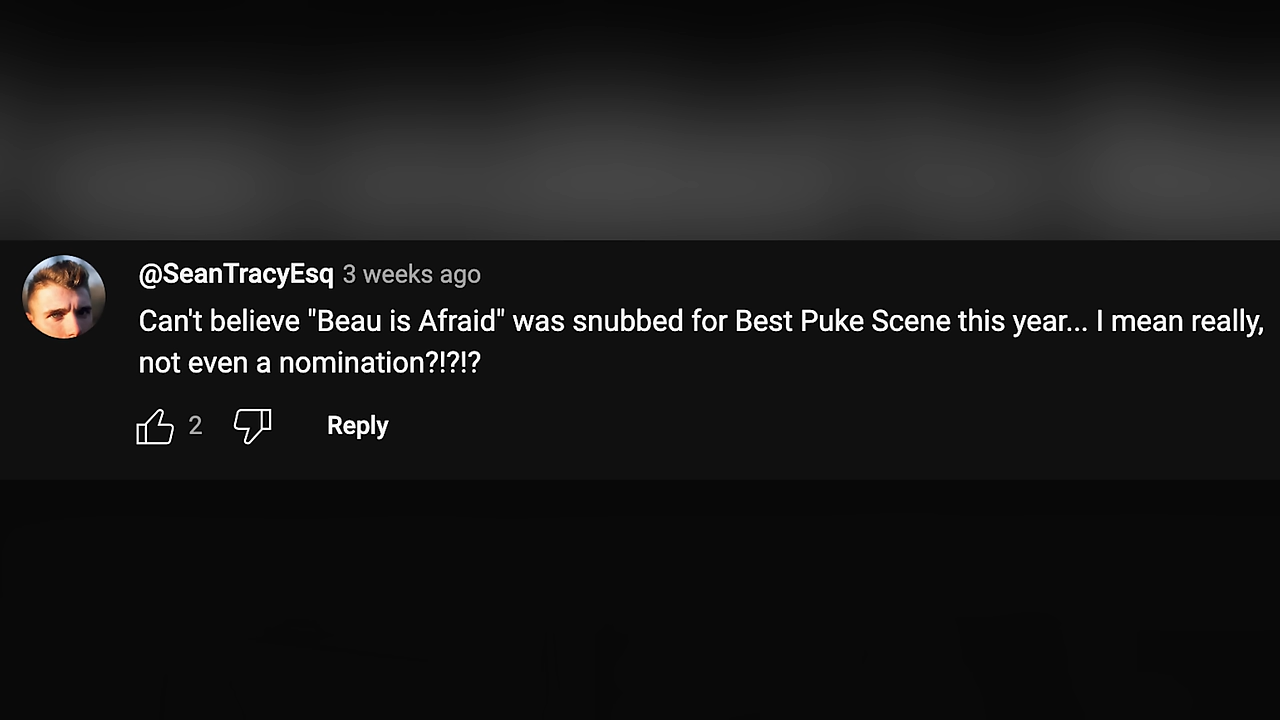 @SeanTracyEsq 3 weeks ago
Can't believe "Beau is Afraid" was snubbed for Best Puke Scene this year... I mean really,
not even a nomination?!?!?
2 Reply